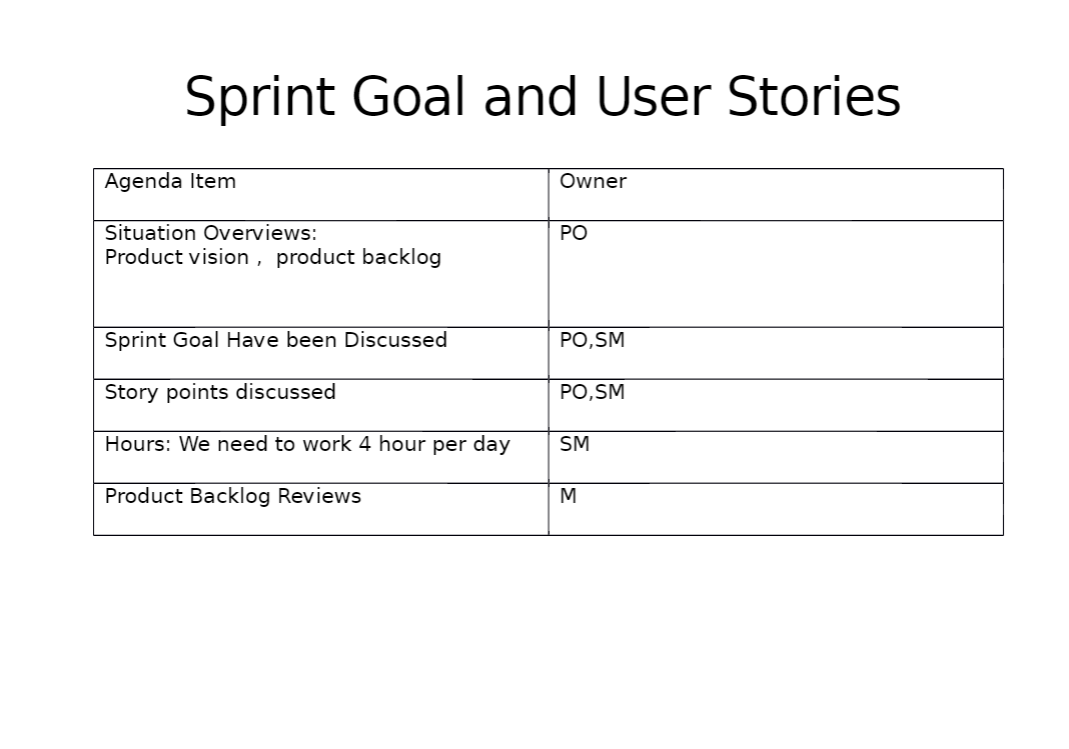 Sprint Goal and User Stories
Agenda Item
Owner
Situation Overviews:
Product vision ,  product backlog
PO
Sprint Goal Have been Discussed
PO,SM
Story points discussed
PO,SM
Hours: We need to work 4 hour per day
SM
Product Backlog Reviews
M